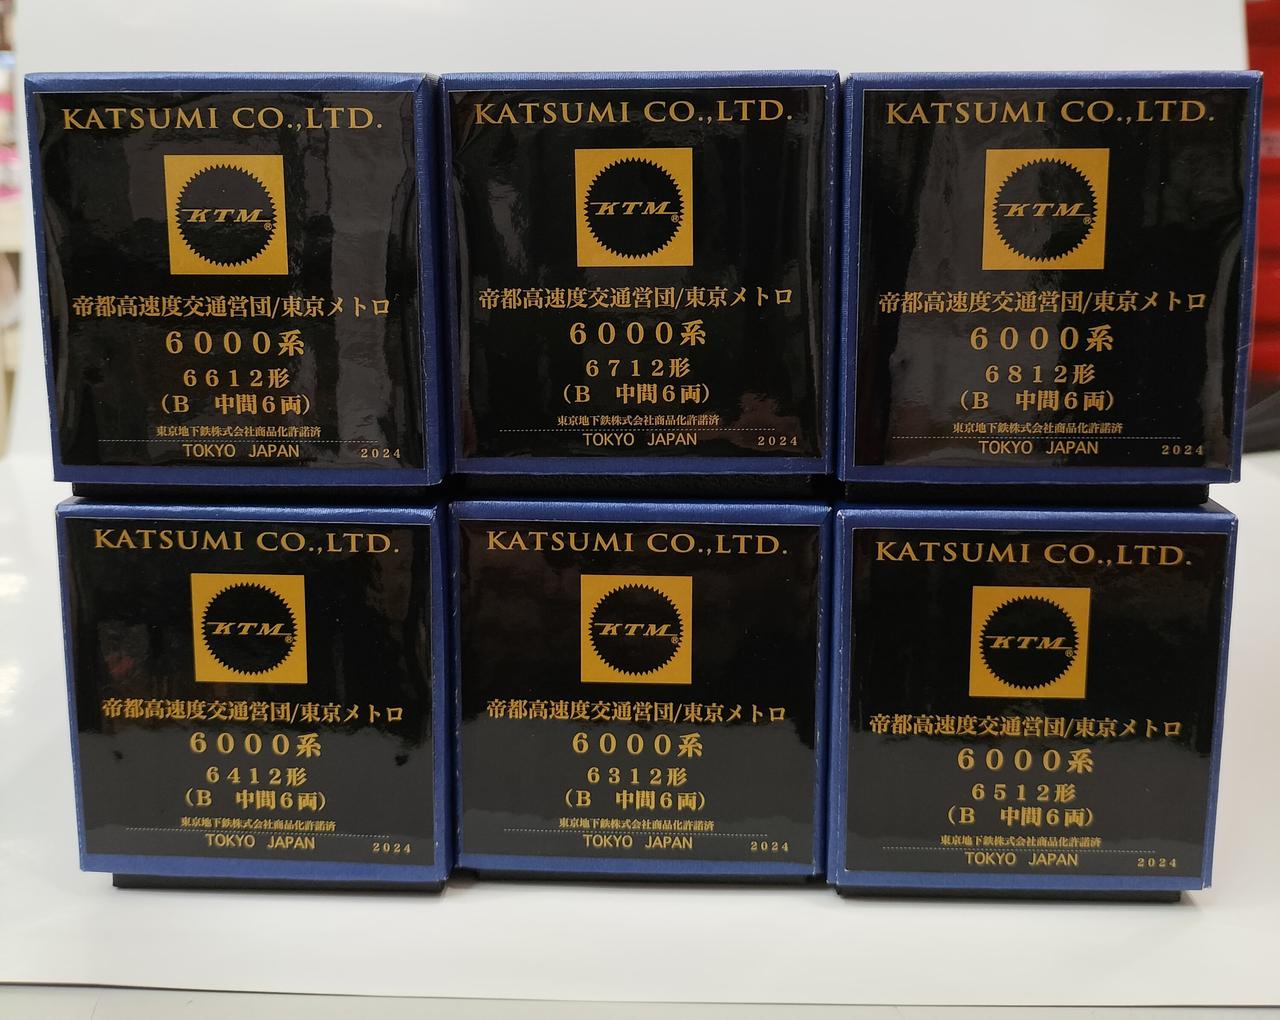 KATSUMI CO.,LTD.
KTM®
帝都高速度交通営団/東京メトロ
6000系
6612形
(B 中間6両)
東京地下鉄株式会社商品化許諾済
TOKYO JAPAN 2024
KATSUMI CO.,LTD.
KTM®
帝都高速度交通営団/東京メトロ
6000系
6712形
(B 中間6両)
東京地下鉄株式会社商品化許諾済
TOKYO JAPAN 2024
KATSUMI CO.,LTD.
KTM®
帝都高速度交通営団/東京メトロ
6000系
6812形
(B 中間6両)
東京地下鉄株式会社商品化許諾済
TOKYO JAPAN 2024
KATSUMI CO.,LTD.
KTM®
帝都高速度交通営団/東京メトロ
6000系
6412形
(B 中間6両)
東京地下鉄株式会社商品化許諾済
TOKYO JAPAN 2024
KATSUMI CO.,LTD.
KTM®
帝都高速度交通営団/東京メトロ
6000系
6312形
(B 中間6両)
東京地下鉄株式会社商品化許諾済
TOKYO JAPAN 2024
KATSUMI CO.,LTD.
KTM®
帝都高速度交通営団/東京メトロ
6000系
6512形
(B 中間6両)
東京地下鉄株式会社商品化許諾済
TOKYO JAPAN 2024